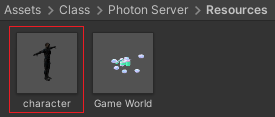 Assets > Class > Photon Server > Resources
character Game World